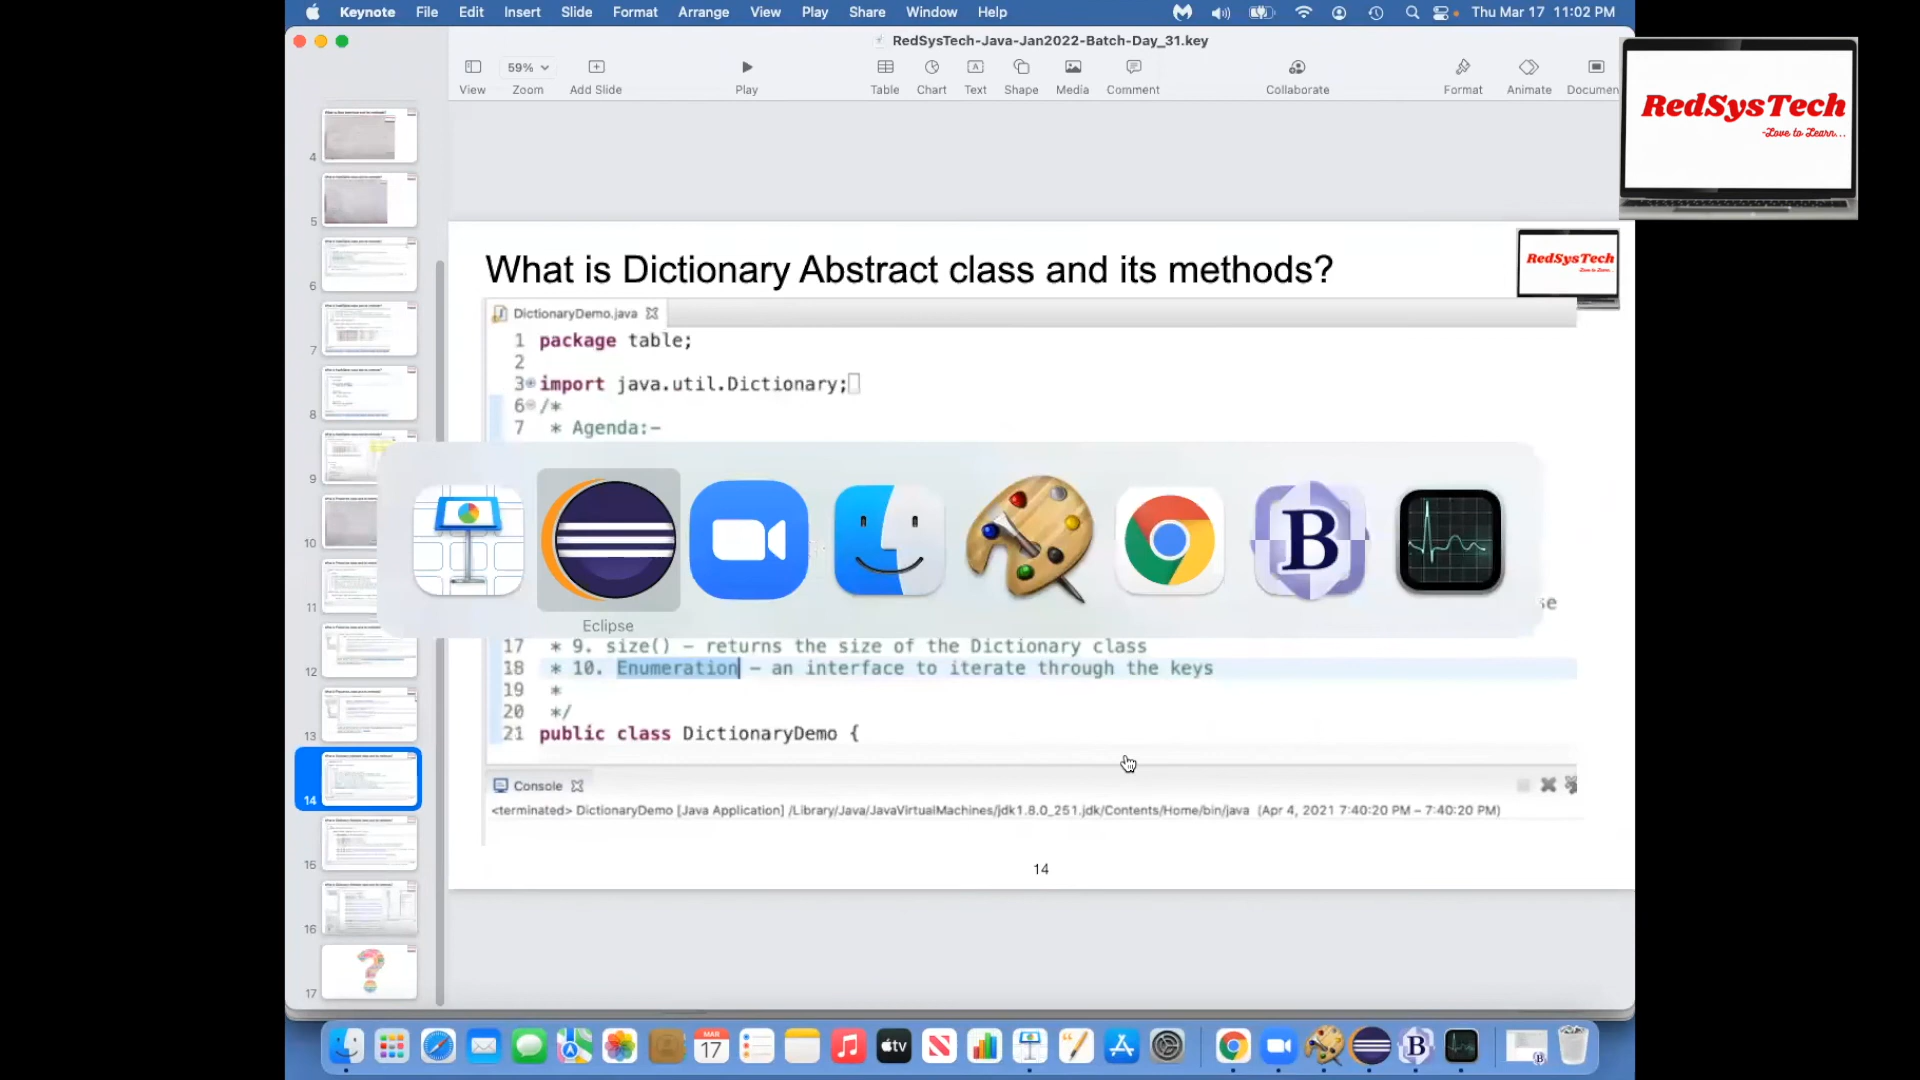 Keynote File Edit Insert Slide Format Arrange View Play Share Window Help Thu Mar 17 11:02 PM
RedSysTech-Java-Jan2022-Batch-Day_31.key
59%
View Zoom Add Slide Play Table Chart Text Shape Media Comment Collaborate Format Animate Documen
RedSysTech
-Love to Learn...
What is Dictionary Abstract class and its methods?
RedSysTech
DictionaryDemo.java
1 package table;
2
3 import java.util.Dictionary;
6 /*
7 * Agenda:-
Eclipse
17 * 9. size() - returns the size of the Dictionary class
18 * 10. Enumeration - an interface to iterate through the keys
19 *
20 */
21 public class DictionaryDemo {
Console
<terminated> DictionaryDemo [Java Application] /Library/Java/JavaVirtualMachines/jdk1.8.0_251.jdk/Contents/Home/bin/java (Apr 4, 2021 7:40:20 PM – 7:40:20 PM)
14
4
5
6
7
8
9
10
11
12
13
14
15
16
17
MAR
17
tv
B